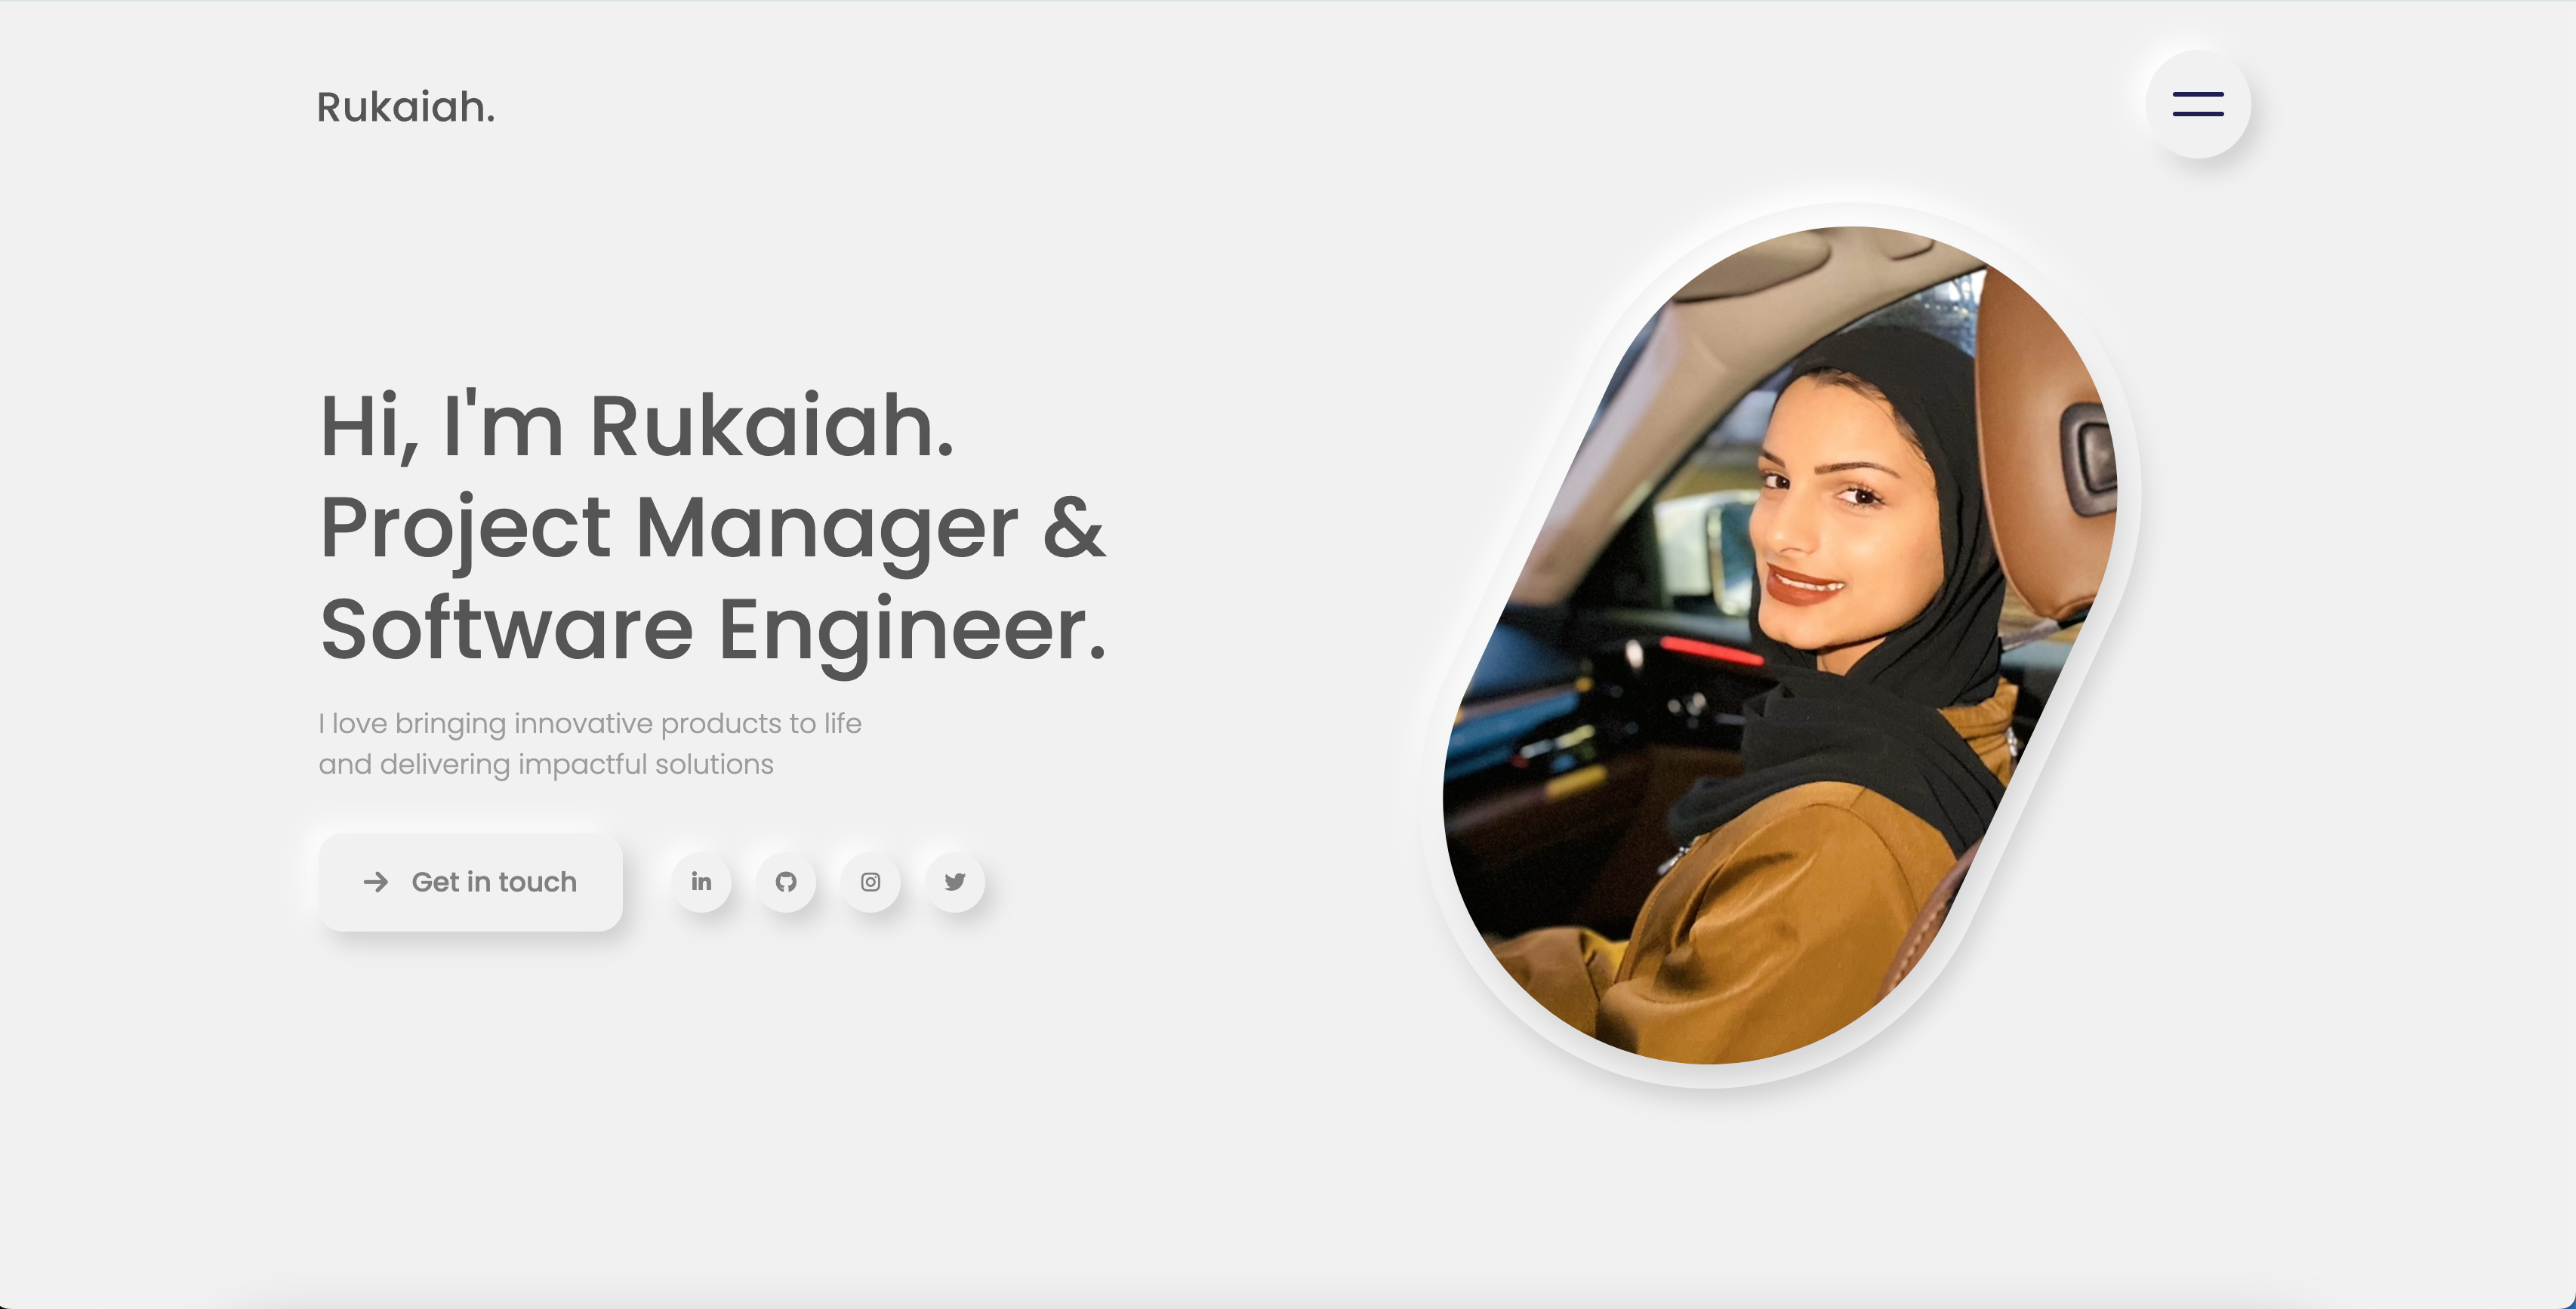 Rukaiah.
Hi, I'm Rukaiah.
Project Manager &
Software Engineer.
I love bringing innovative products to life
and delivering impactful solutions
Get in touch
in